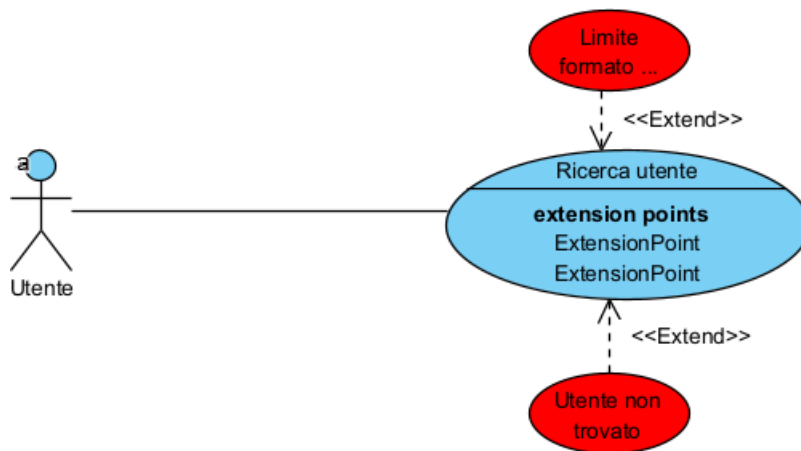 Limite
formato ...
<<Extend>>
a
Ricerca utente
extension points
ExtensionPoint
ExtensionPoint
Utente
<<Extend>>
Utente non
trovato